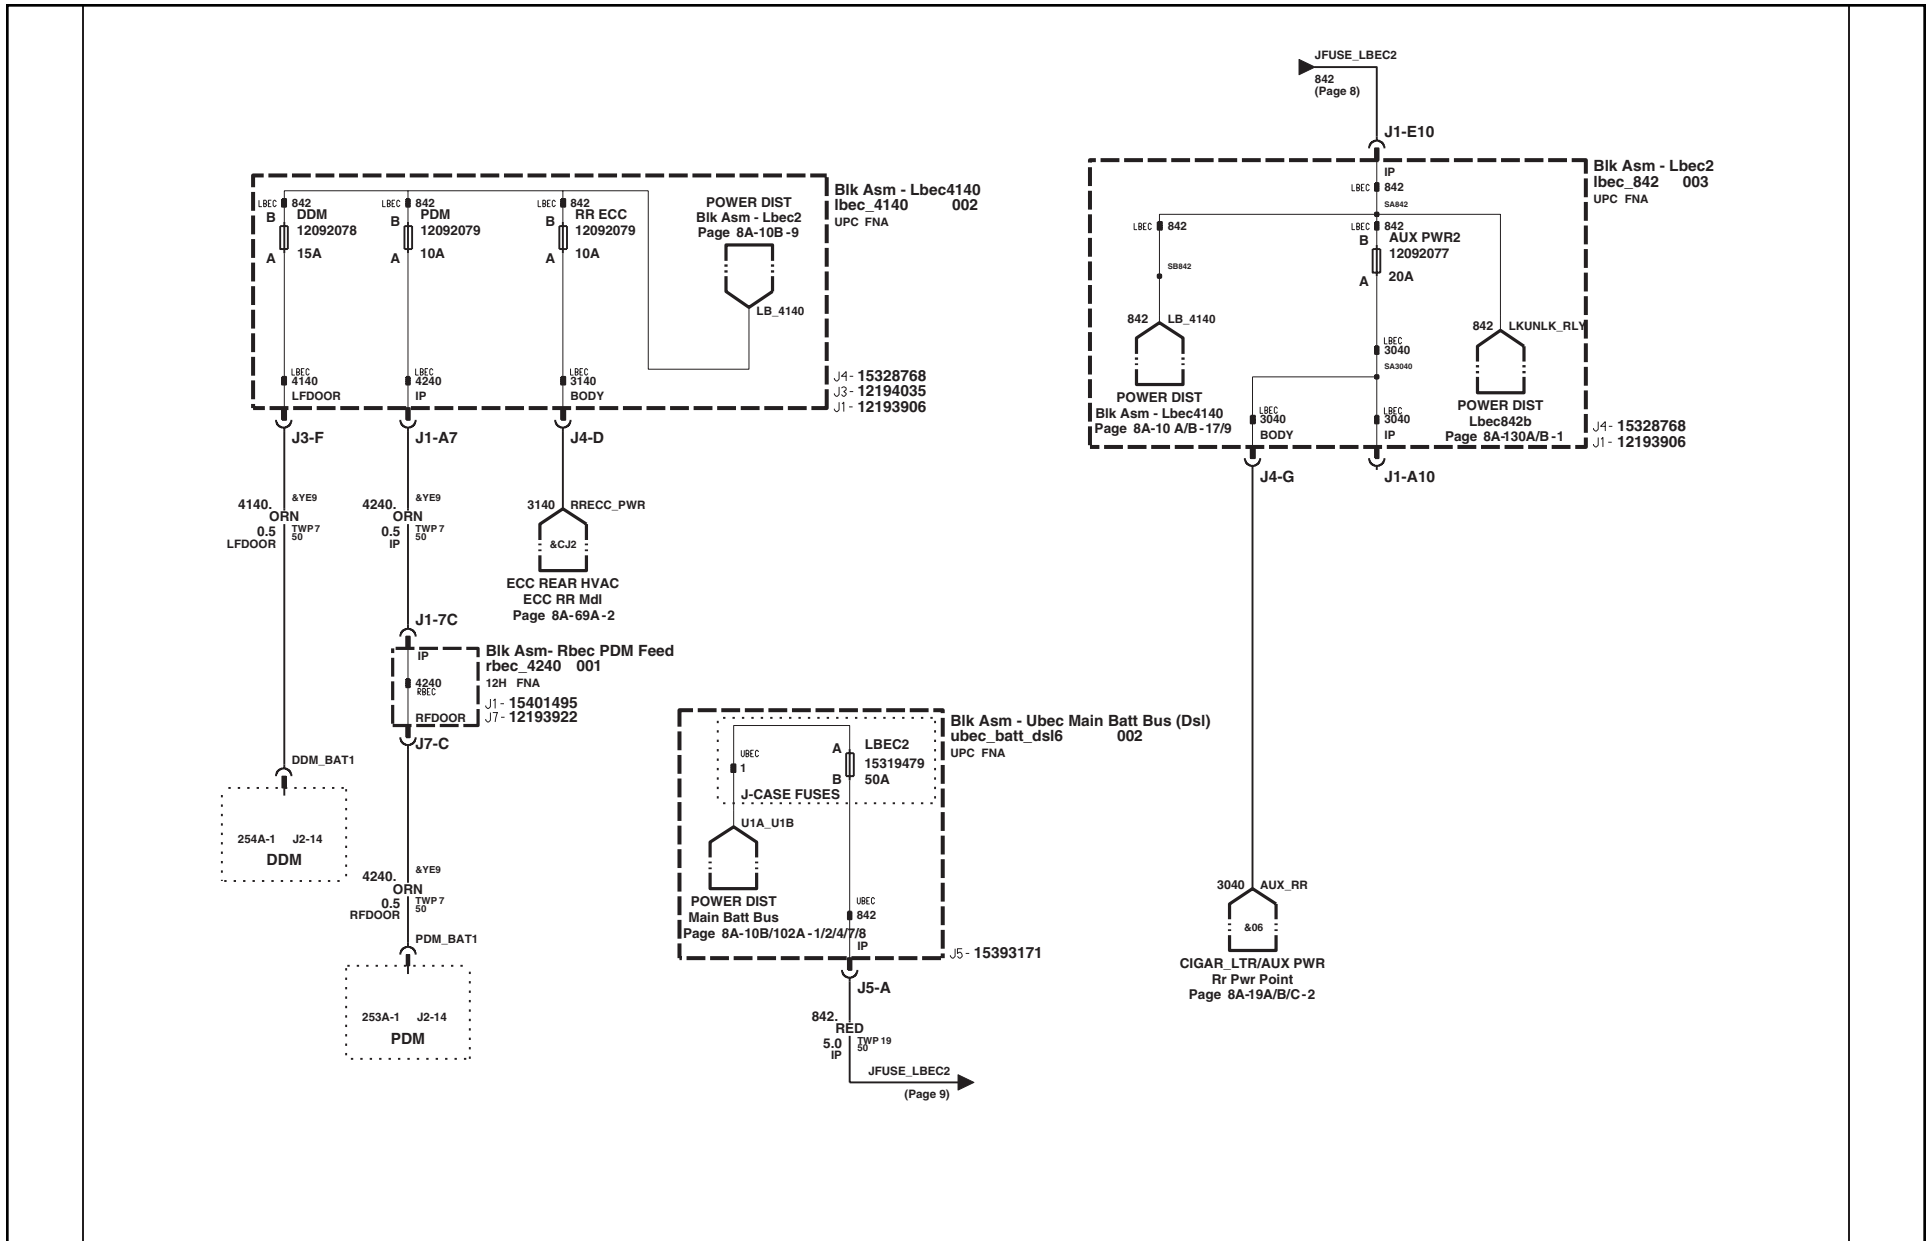 JFUSE_LBEC2
842
(Page 8)
J1-E10
Blk Asm - Lbec4140
lbec_4140 002
UPC FNA
LBEC 842
B
DDM
12092078
A
15A
LBEC 842
B
PDM
12092079
A
10A
LBEC 842
B
RR ECC
12092079
A
10A
POWER DIST
Blk Asm - Lbec2
Page 8A-10B-9
LB_4140
LBEC
4140
LFDOOR
LBEC
4240
IP
LBEC
3140
BODY
J4- 15328768
J3- 12194035
J1- 12193906
J3-F
J1-A7
J4-D
4140.
&YE9
ORN
0.5
TWP 7
50
LFDOOR
4240.
&YE9
ORN
0.5
TWP 7
50
IP
3140
RRECC_PWR
&CJ2
ECC REAR HVAC
ECC RR Mdl
Page 8A-69A-2
J1-7C
IP
4240
RBEC
RFDOOR
Blk Asm- Rbec PDM Feed
rbec_4240 001
12H FNA
J1- 15401495
J7- 12193922
J7-C
DDM_BAT1
254A-1 J2-14
DDM
4240.
&YE9
ORN
0.5
TWP 7
50
RFDOOR
PDM_BAT1
253A-1 J2-14
PDM
Blk Asm - Ubec Main Batt Bus (Dsl)
ubec_batt_dsl6 002
UPC FNA
UBEC
1
A
LBEC2
15319479
B
50A
J-CASE FUSES
U1A_U1B
POWER DIST
Main Batt Bus
Page 8A-10B/102A-1/2/4/7/8
UBEC
842
IP
J5- 15393171
J5-A
842.
RED
5.0
TWP 19
50
IP
JFUSE_LBEC2
(Page 9)
Blk Asm - Lbec2
lbec_842 003
UPC FNA
IP
LBEC 842
SA842
LBEC 842
SB842
LBEC 842
B
AUX PWR2
12092077
A
20A
842
LB_4140
POWER DIST
Blk Asm - Lbec4140
Page 8A-10 A/B-17/9
LBEC
3040
SA3040
842
LKUNLK_RLY
POWER DIST
Lbec842b
Page 8A-130A/B-1
LBEC
3040
BODY
LBEC
3040
IP
J4- 15328768
J1- 12193906
J4-G
J1-A10
3040
AUX_RR
&06
CIGAR_LTR/AUX PWR
Rr Pwr Point
Page 8A-19A/B/C-2